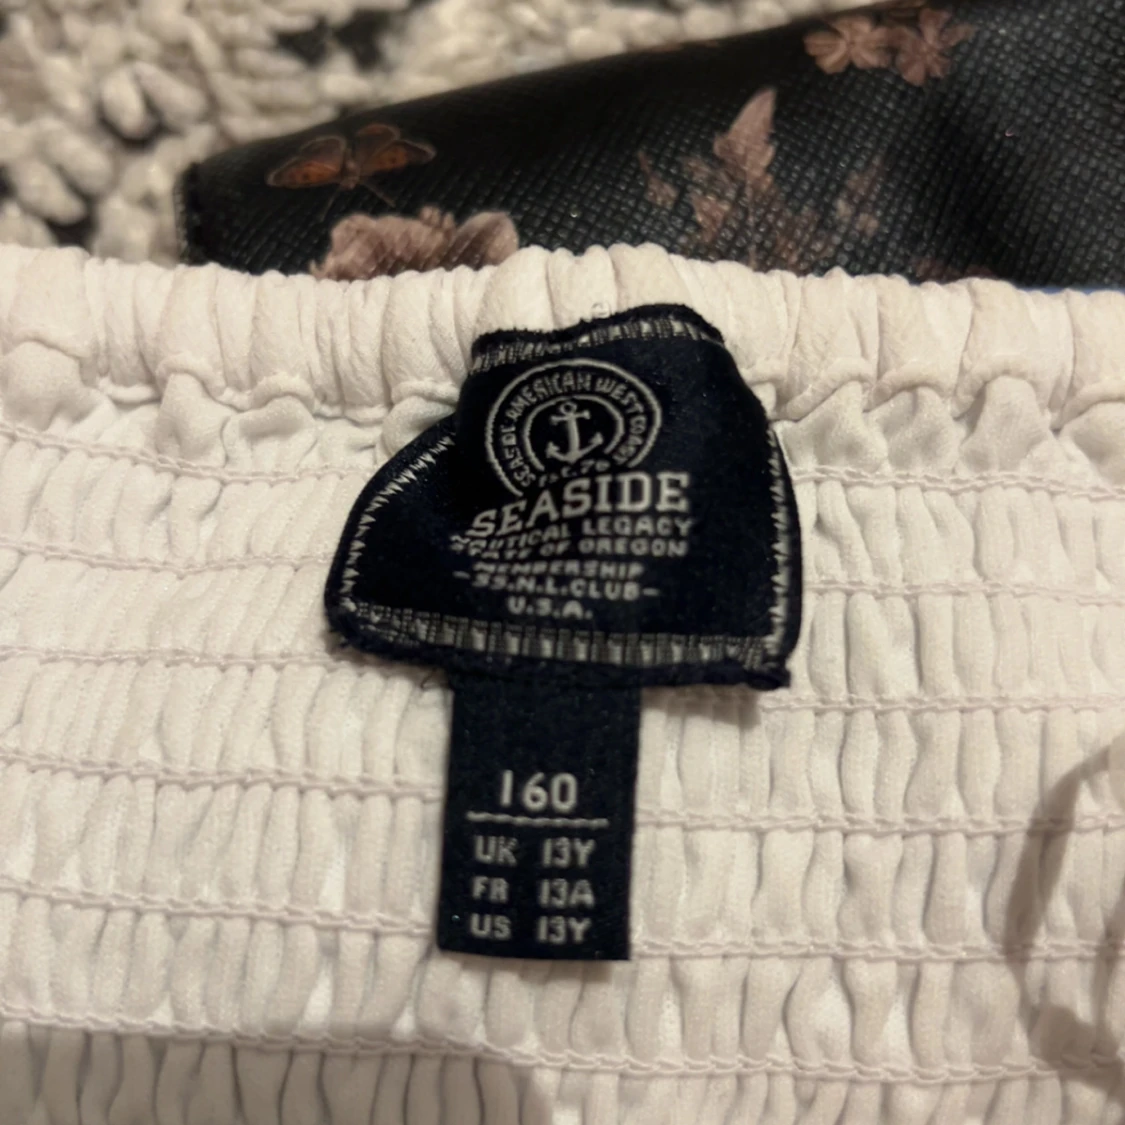 SEASIDE AMERICAN WEST COAST
EST. 76
SEASIDE
NAUTICAL LEGACY
STATE OF OREGON
MEMBERSHIP
-SS.N.L.CLUB-
U.S.A.
160
UK 13Y
FR 13A
US 13Y